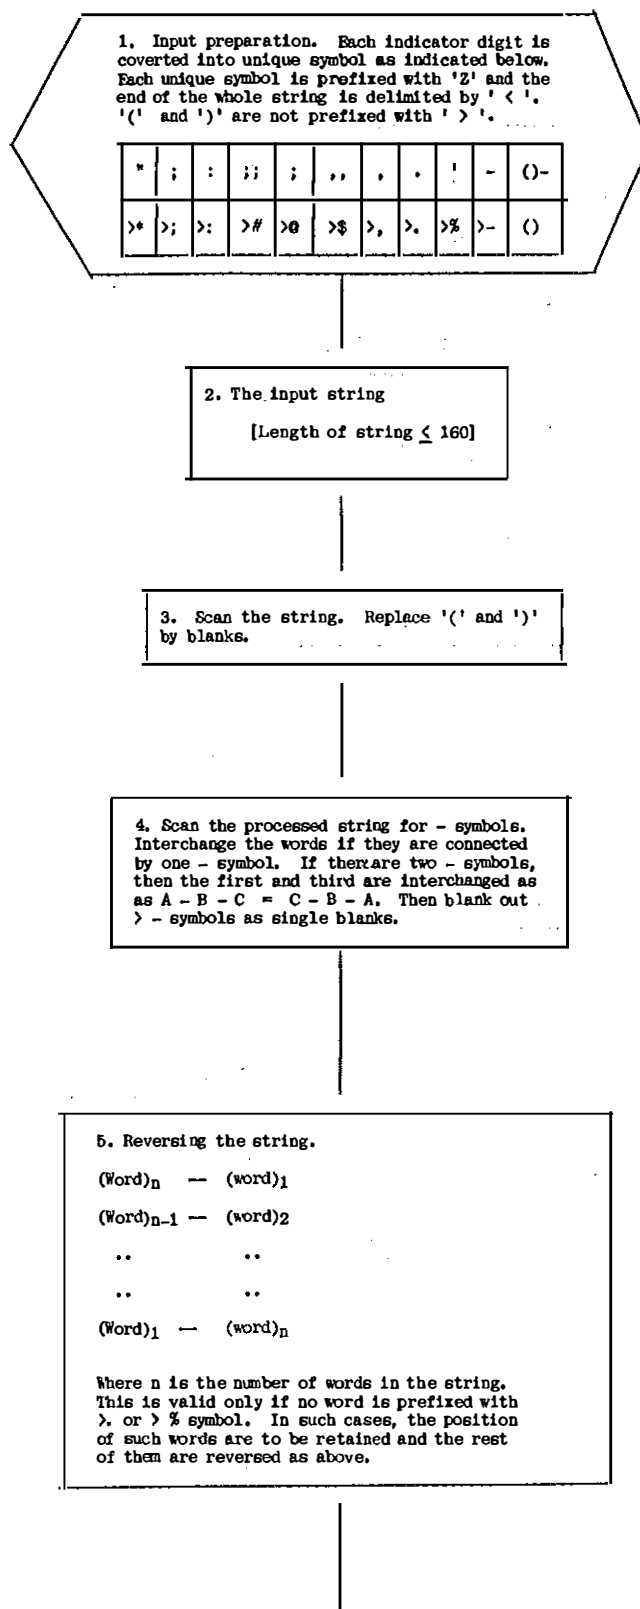 1. Input preparation. Each indicator digit is
coverted into unique symbol as indicated below.
Each unique symbol is prefixed with 'Z' and the
end of the whole string is delimited by ' < '.
'(' and ')' are not prefixed with ' > '.
* ; : ;; ; ,, , . ! - ()-
>* >; >: ># >@ >$ >, >. >% >- ()
2. The input string
[Length of string ≤ 160]
3. Scan the string. Replace '(' and ')'
by blanks.
4. Scan the processed string for - symbols.
Interchange the words if they are connected
by one - symbol. If there are two - symbols,
then the first and third are interchanged as
as A - B - C = C - B - A. Then blank out
> - symbols as single blanks.
5. Reversing the string.
(Word)n — (word)1
(Word)n-1 — (word)2
.. ..
.. ..
(Word)1 — (word)n
Where n is the number of words in the string.
This is valid only if no word is prefixed with
>. or > % symbol. In such cases, the position
of such words are to be retained and the rest
of them are reversed as above.